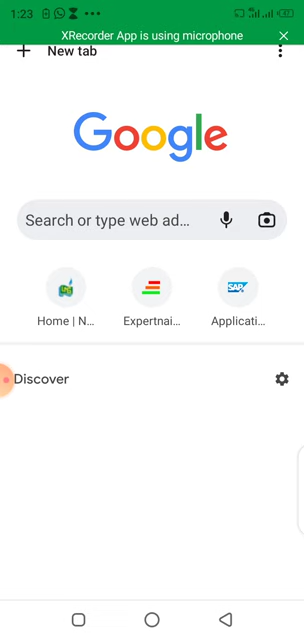 1:23
47
XRecorder App is using microphone
New tab
Google
Search or type web ad...
SAP
Home | N...
Expertnai...
Applicati...
Discover